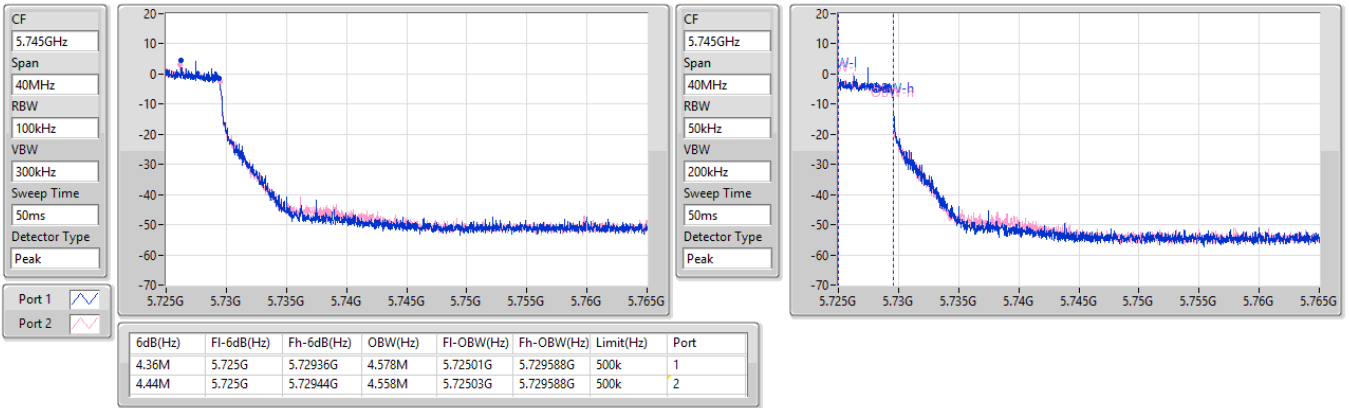 CF
5.745GHz
Span
40MHz
RBW
100kHz
VBW
300kHz
Sweep Time
50ms
Detector Type
Peak
Port 1
Port 2
20
10
0
-10
-20
-30
-40
-50
-60
-70
5.725G 5.73G 5.735G 5.74G 5.745G 5.75G 5.755G 5.76G 5.765G
CF
5.745GHz
Span
40MHz
RBW
50kHz
VBW
200kHz
Sweep Time
50ms
Detector Type
Peak
20
10
0
-10
-20
-30
-40
-50
-60
-70
W-l
OBW-h
5.725G 5.73G 5.735G 5.74G 5.745G 5.75G 5.755G 5.76G 5.765G
6dB(Hz) Fl-6dB(Hz) Fh-6dB(Hz) OBW(Hz) Fl-OBW(Hz) Fh-OBW(Hz) Limit(Hz) Port
4.36M 5.725G 5.72936G 4.578M 5.72501G 5.729588G 500k 1
4.44M 5.725G 5.72944G 4.558M 5.72503G 5.729588G 500k 2